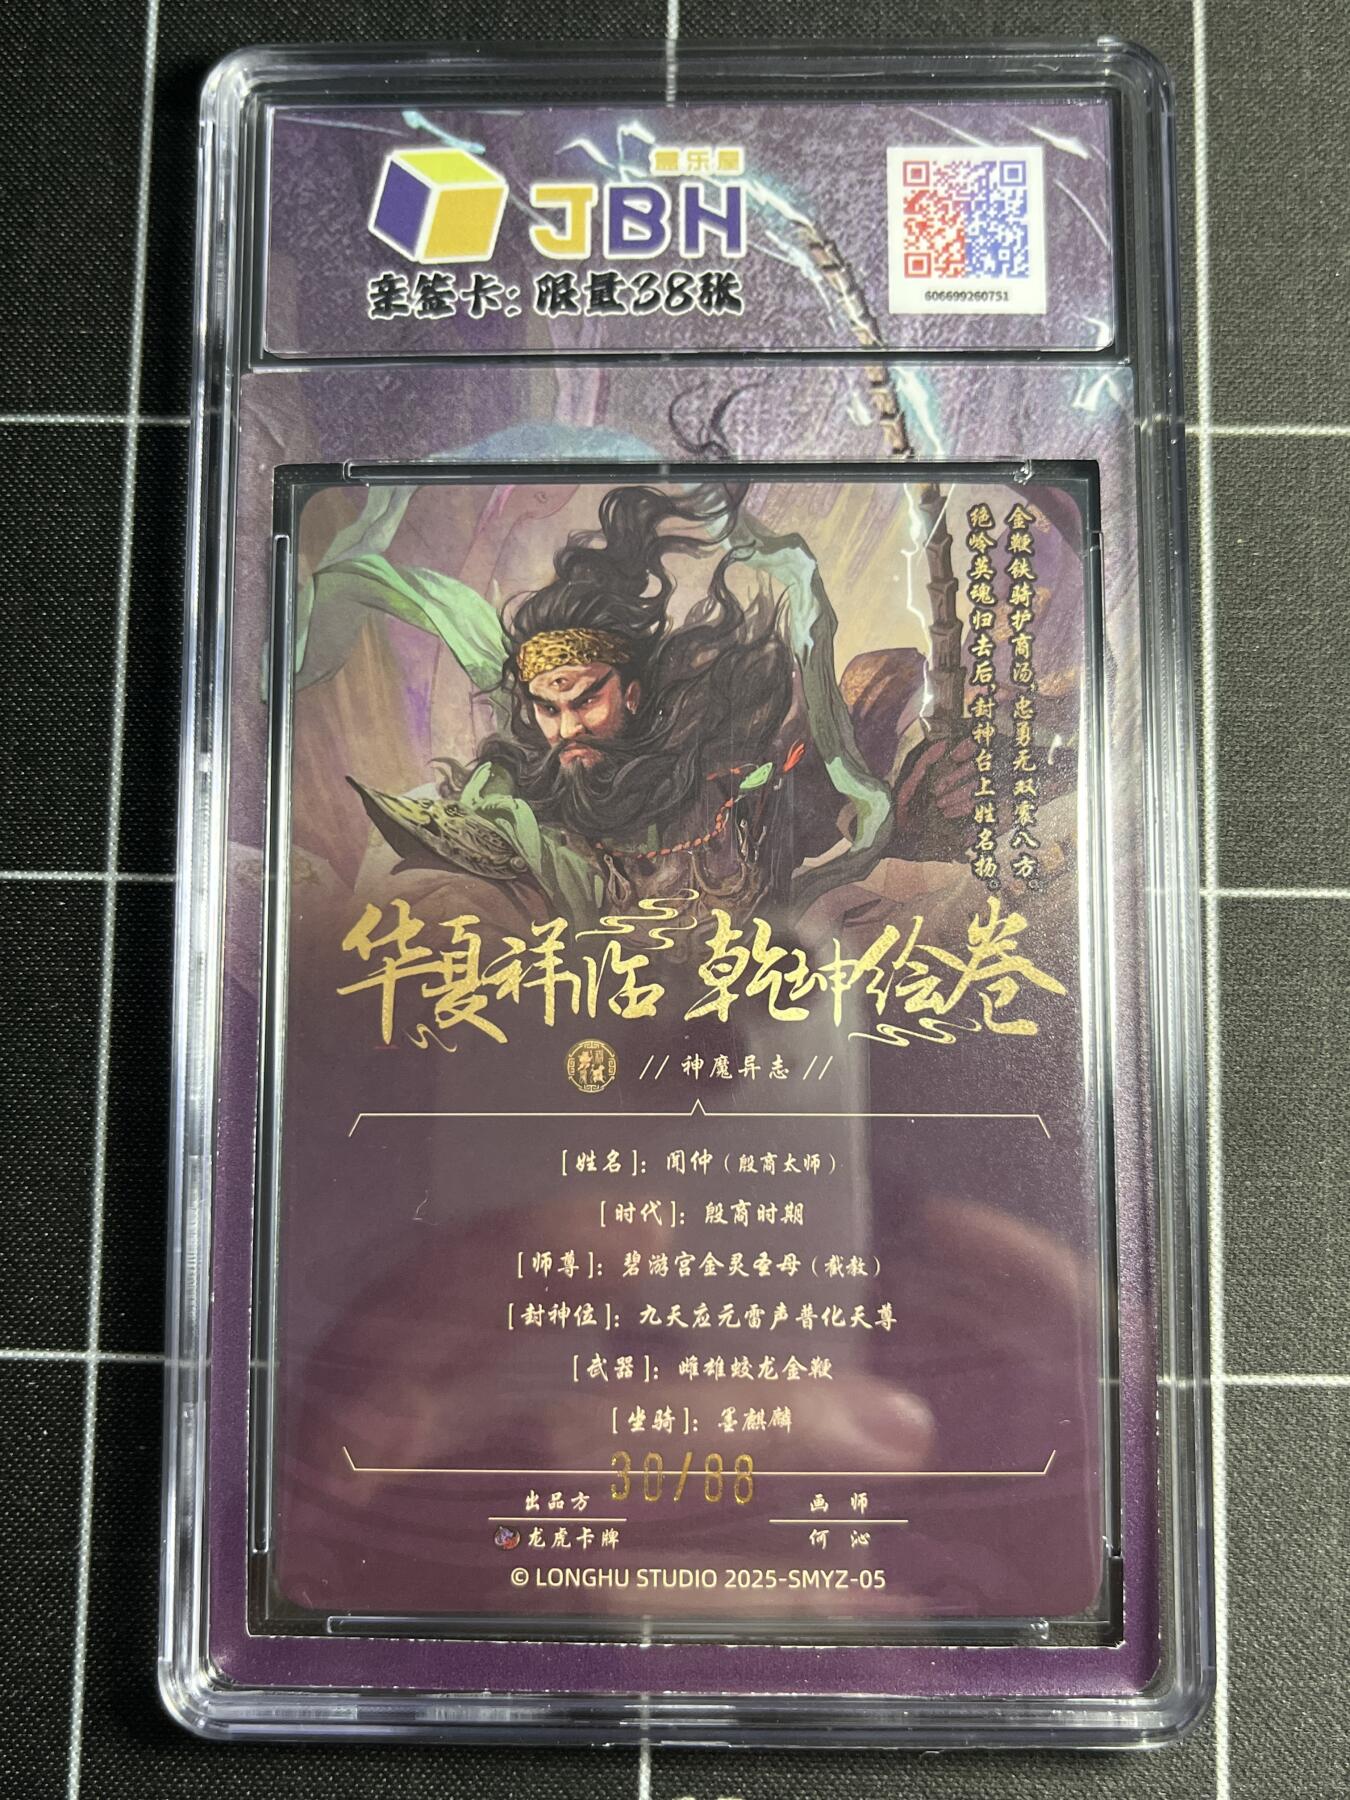 集乐屋
JBH
亲签卡：限量38张
606699260751
金鞭铁骑护商汤，忠勇无双震八方。
绝岭英魂归去后，封神台上姓名扬。
华夏祥临 乾坤绘卷
// 神魔异志 //
[姓名]：闻仲（殷商太师）
[时代]：殷商时期
[师尊]：碧游宫金灵圣母（截教）
[封神位]：九天应元雷声普化天尊
[武器]：雌雄蛟龙金鞭
[坐骑]：墨麒麟
30/88
出品方
龙虎卡牌
画 师
何 沁
© LONGHU STUDIO 2025-SMYZ-05